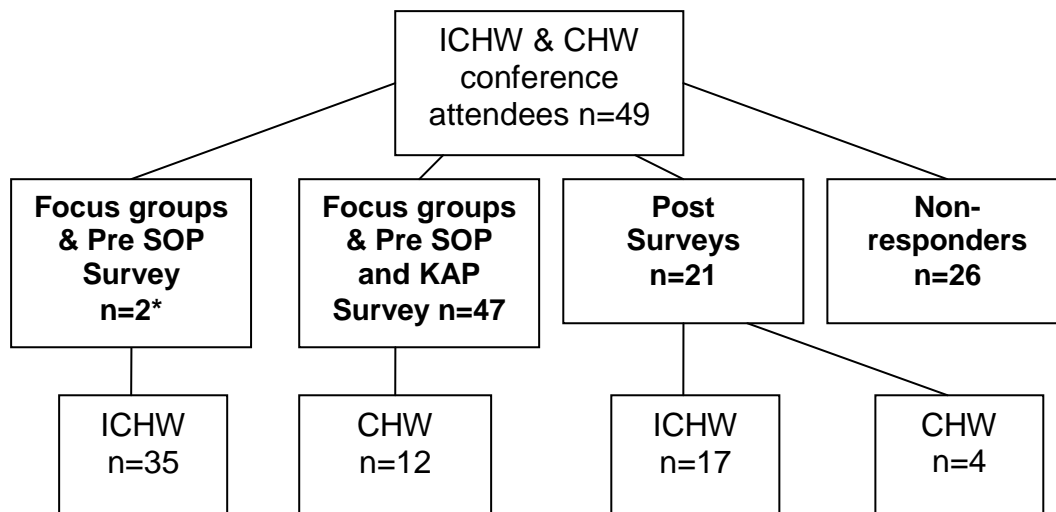 ICHW & CHW
conference
attendees n=49
Focus groups
& Pre SOP
Survey
n=2*
Focus groups
& Pre SOP
and KAP
Survey n=47
Post
Surveys
n=21
Non-
responders
n=26
ICHW
n=35
CHW
n=12
ICHW
n=17
CHW
n=4